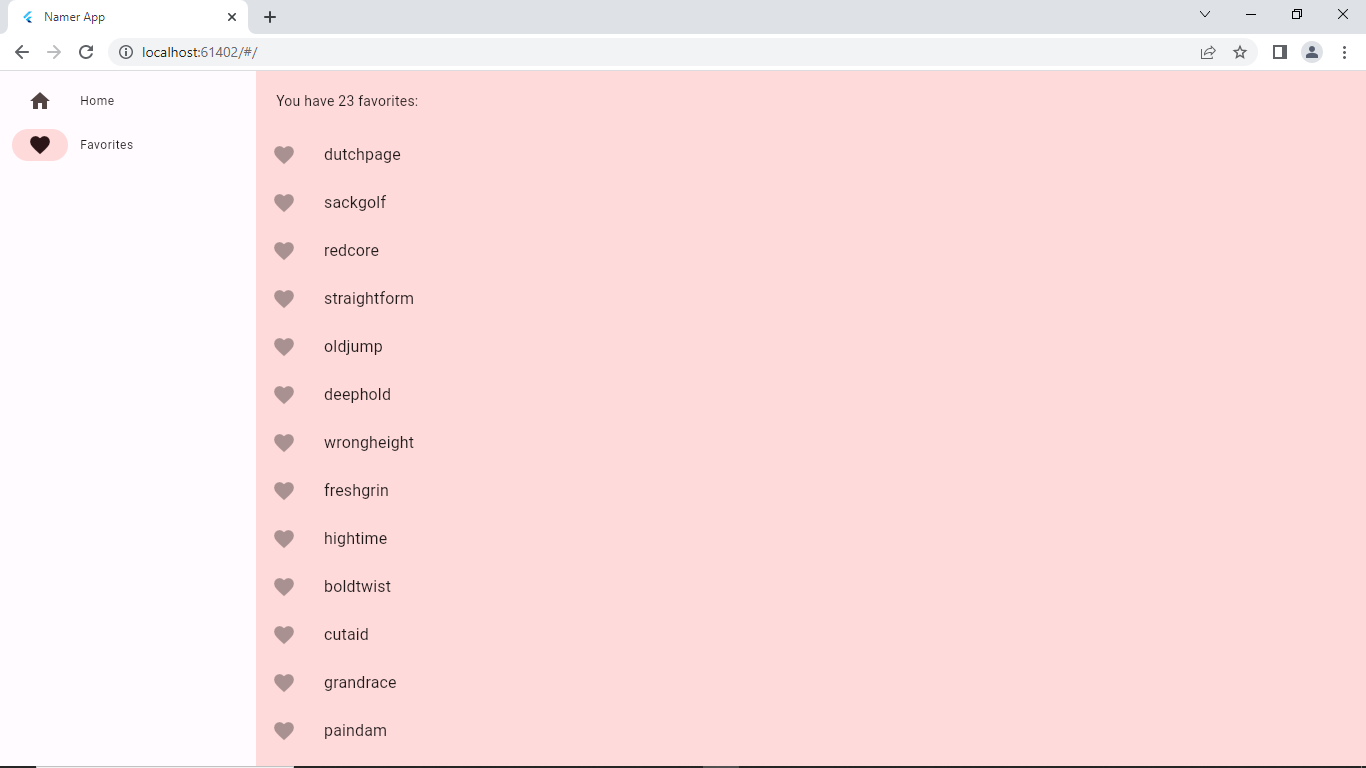 Namer App
localhost:61402/#/
Home
Favorites
You have 23 favorites:
dutchpage
sackgolf
redcore
straightform
oldjump
deephold
wrongheight
freshgrin
hightime
boldtwist
cutaid
grandrace
paindam